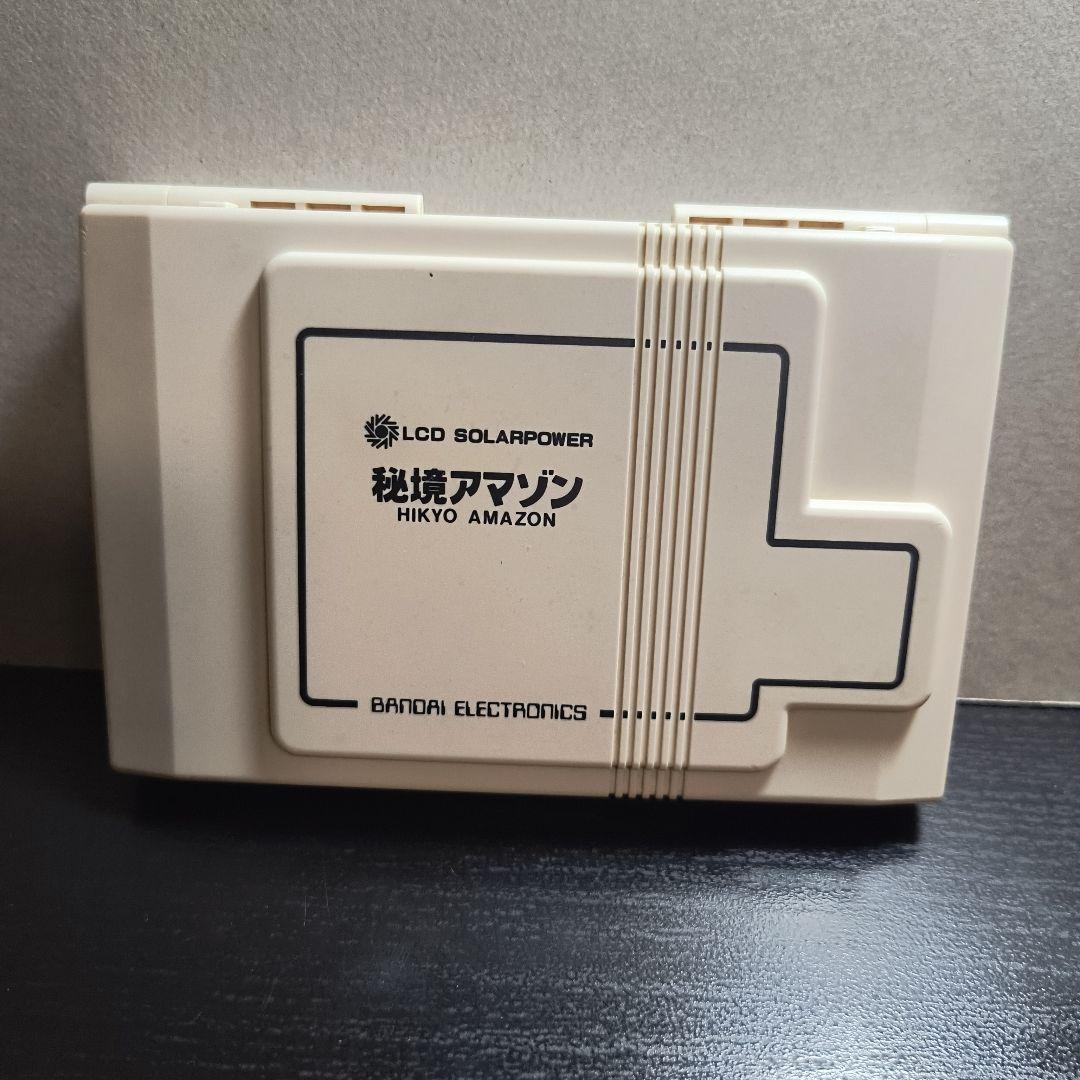 LCD SOLARPOWER
秘境アマゾン
HIKYO AMAZON
BANDAI ELECTRONICS